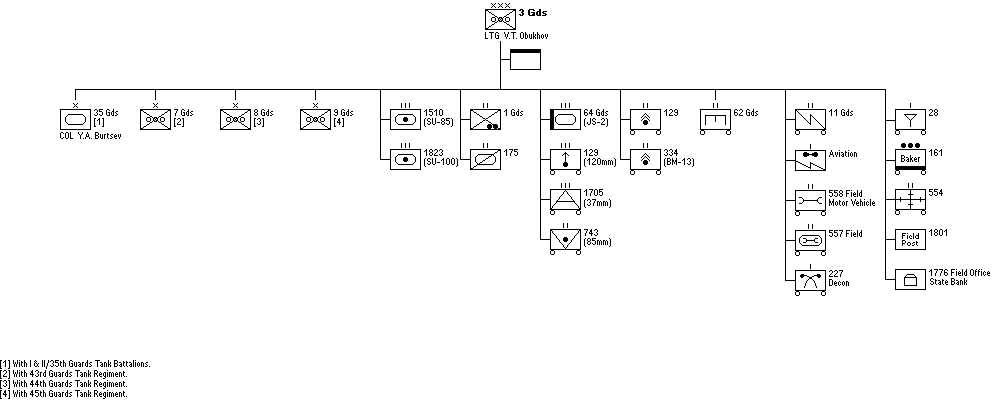 XXX
3 Gds
LTG V.T. Obukhov
X
35 Gds
[1]
COL Y.A. Burtsev
X
7 Gds
[2]
X
8 Gds
[3]
X
9 Gds
[4]
III
1510
(SU-85)
III
1823
(SU-100)
II
1 Gds
II
175
III
64 Gds
(JS-2)
III
129
(120mm)
III
1705
(37mm)
II
743
(85mm)
III
129
II
334
(BM-13)
II
62 Gds
II
11 Gds
I
Aviation
II
558 Field
Motor Vehicle
II
557 Field
I
227
Decon
I
28
Baker
161
II
554
Field
Post
1801
1776 Field Office
State Bank
[1] With I & II/35th Guards Tank Battalions.
[2] With 43rd Guards Tank Regiment.
[3] With 44th Guards Tank Regiment.
[4] With 45th Guards Tank Regiment.